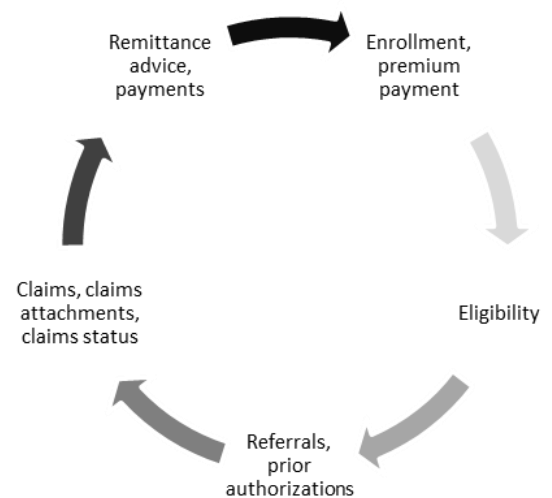 Remittance
advice,
payments
Enrollment,
premium
payment
Eligibility
Referrals,
prior
authorizations
Claims, claims
attachments,
claims status